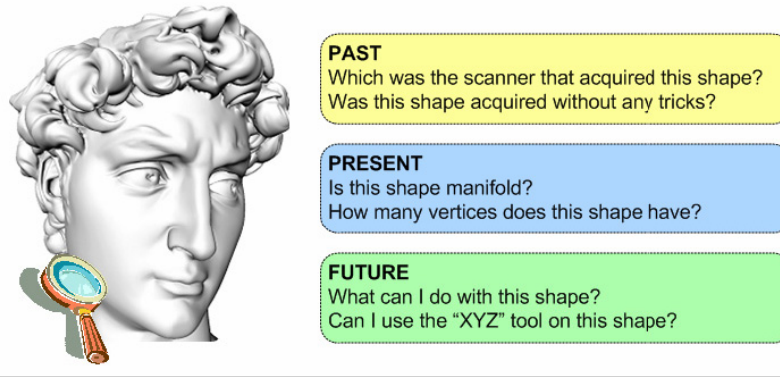 PAST
Which was the scanner that acquired this shape?
Was this shape acquired without any tricks?
PRESENT
Is this shape manifold?
How many vertices does this shape have?
FUTURE
What can I do with this shape?
Can I use the “XYZ” tool on this shape?